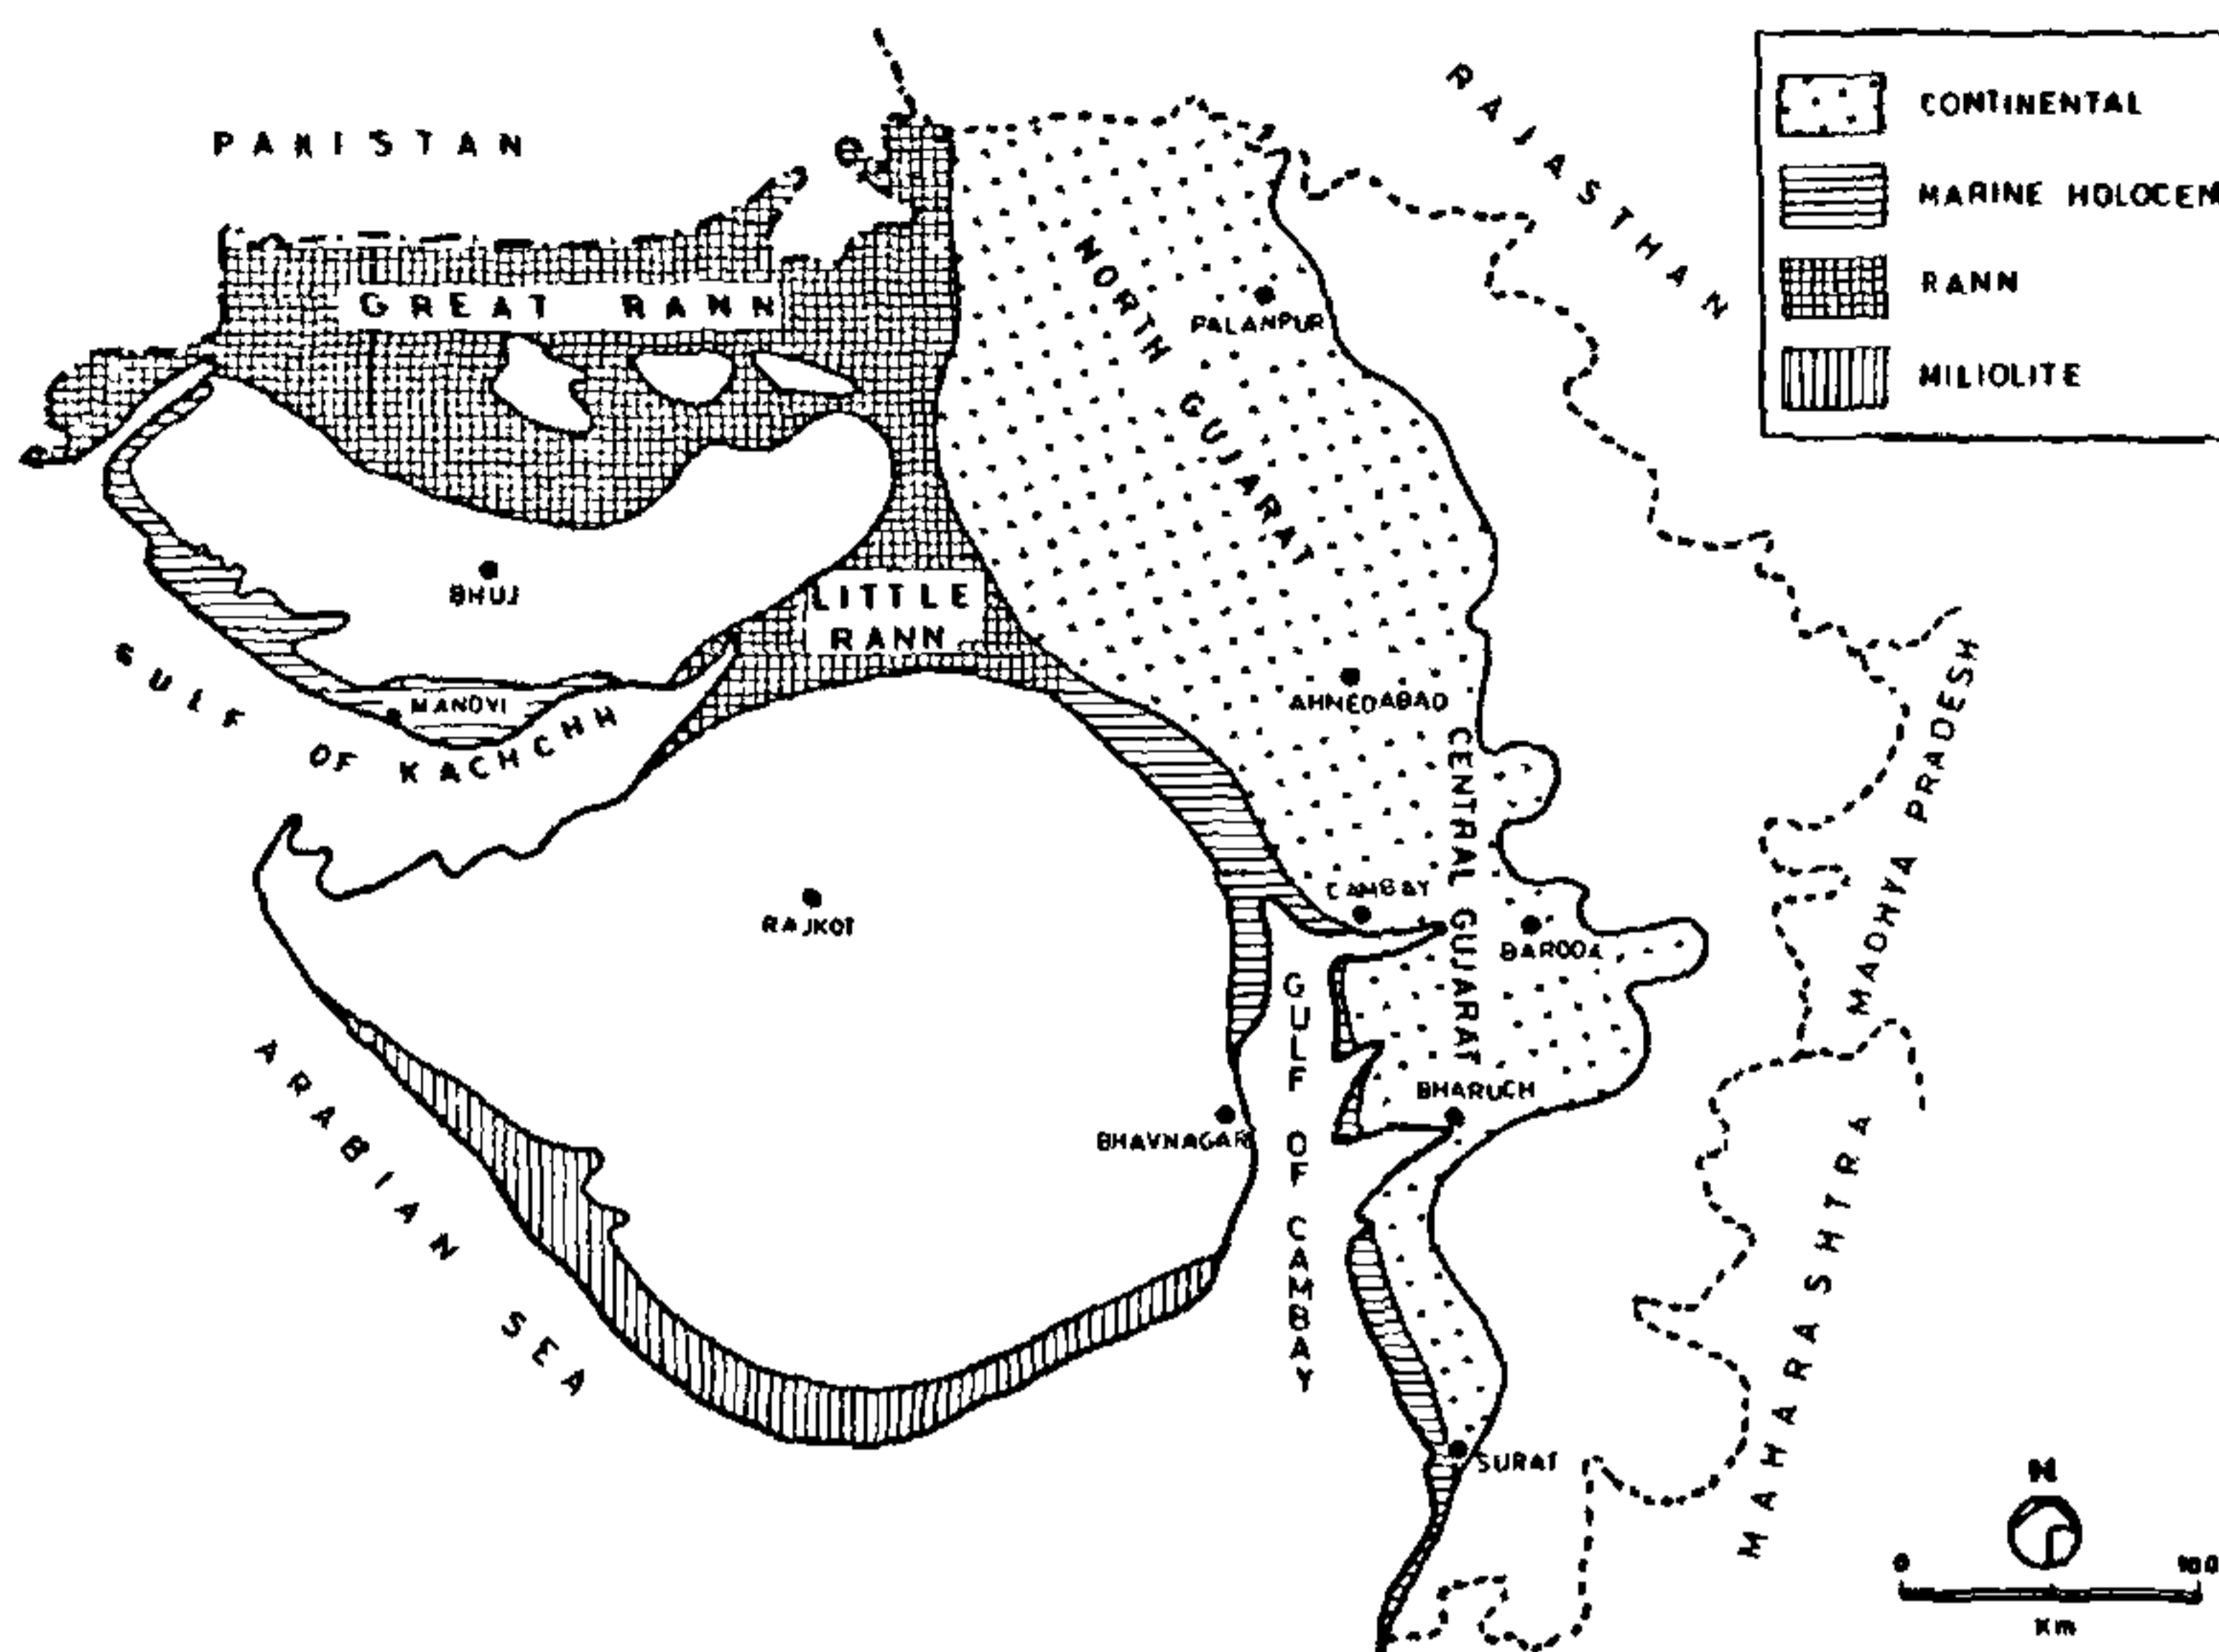 PAKISTAN
RAJASTHAN
CONTINENTAL
MARINE HOLOCEN
RANN
MILIOLITE
GREAT RANN
NORTH GUJARAT
PALANPUR
BHUJ
LITTLE
RANN
MANDVI
GULF OF KACHCHH
AHMEDABAD
CENTRAL GUJARAT
MADHYA PRADESH
CAMBAY
RAJKOT
BARODA
GULF OF CAMBAY
BHARUCH
BHAVNAGAR
ARABIAN SEA
MAHARASHTRA
SURAT
N
0 100
Km